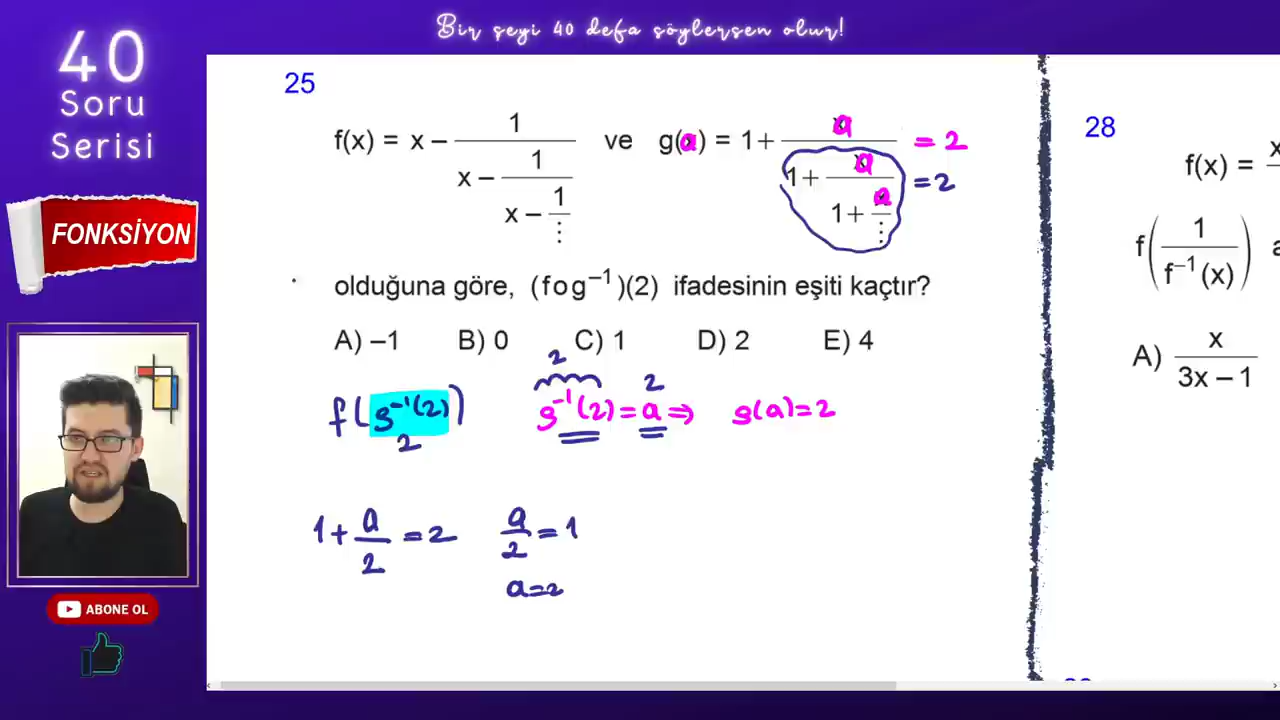 Bir şeyi 40 defa söylersen olur!
40
Soru
Serisi
FONKSİYON
ABONE OL
25
f(x) = x – 1/(x – 1/(x – 1/⋮)) ve g(a) = 1 + a/(1 + a/(1 + a/⋮)) = 2
= 2
olduğuna göre, (fog⁻¹)(2) ifadesinin eşiti kaçtır?
A) –1 B) 0 C) 1 D) 2 E) 4
2
2
f(g⁻¹(2)) g⁻¹(2) = a ⇒ g(a) = 2
2
1 + a/2 = 2 a/2 = 1
a = 2
28
f(x) = x
f(1/f⁻¹(x)) a
A) x/(3x – 1)